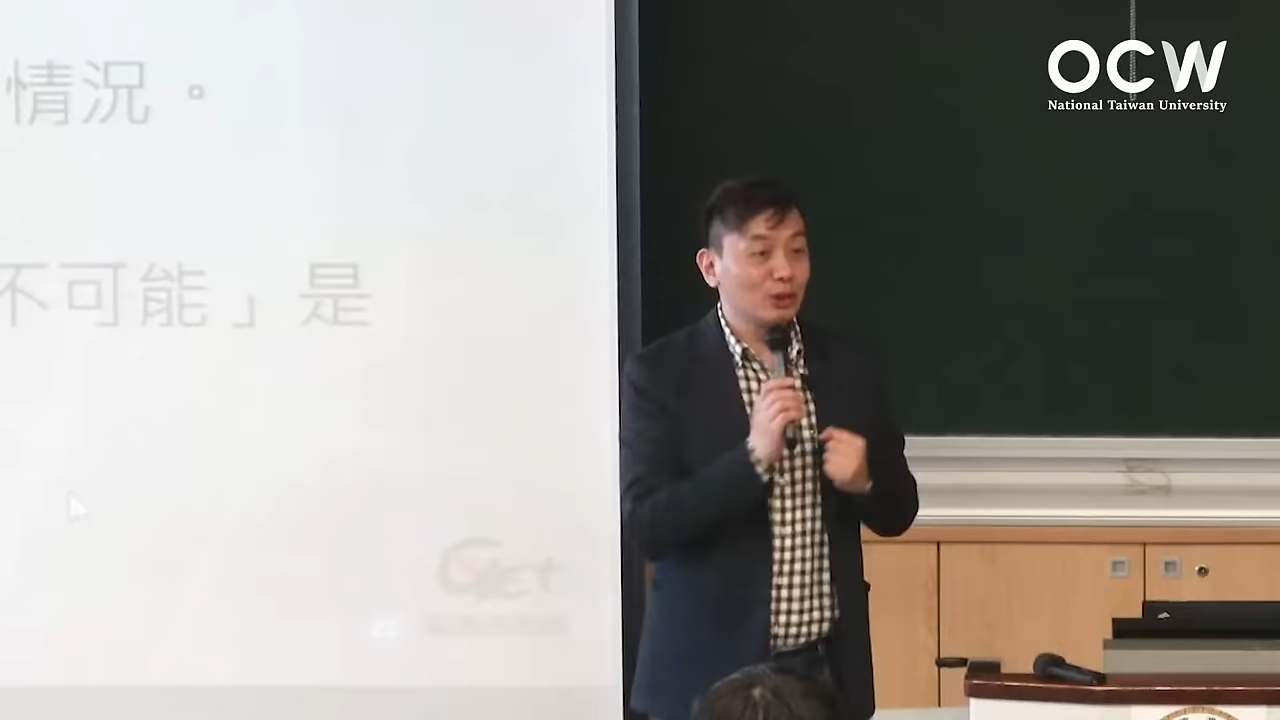 情況。
不可能」是
OCW
National Taiwan University